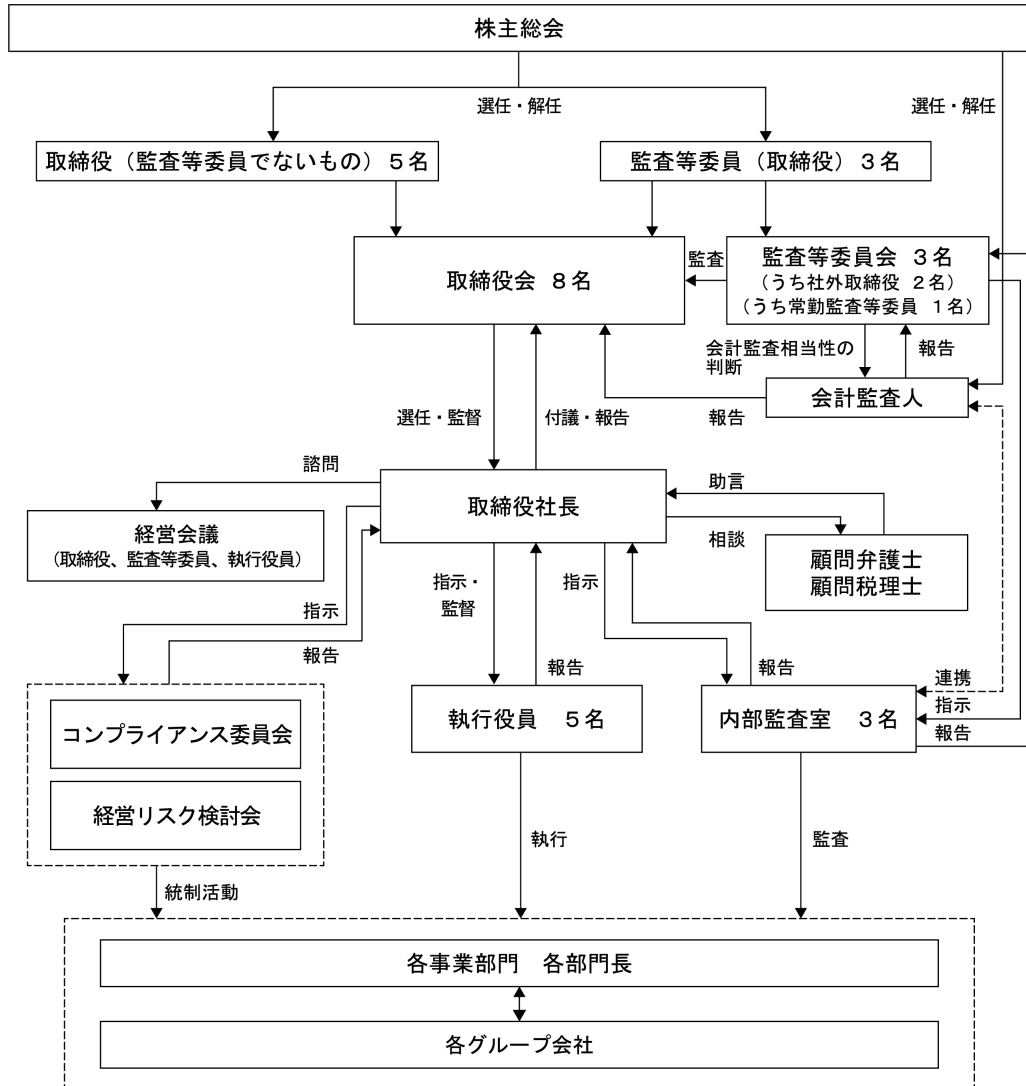 株主総会
選任・解任
選任・解任
取締役（監査等委員でないもの）５名
監査等委員（取締役）３名
取締役会　８名
監査
監査等委員会　３名
（うち社外取締役　２名）
（うち常勤監査等委員　１名）
会計監査相当性の
判断
報告
会計監査人
選任・監督
付議・報告
報告
諮問
取締役社長
助言
相談
経営会議
（取締役、監査等委員、執行役員）
顧問弁護士
顧問税理士
指示
報告
指示・
監督
報告
指示
報告
連携
指示
報告
コンプライアンス委員会
経営リスク検討会
執行役員　５名
内部監査室　３名
統制活動
執行
監査
各事業部門　各部門長
各グループ会社